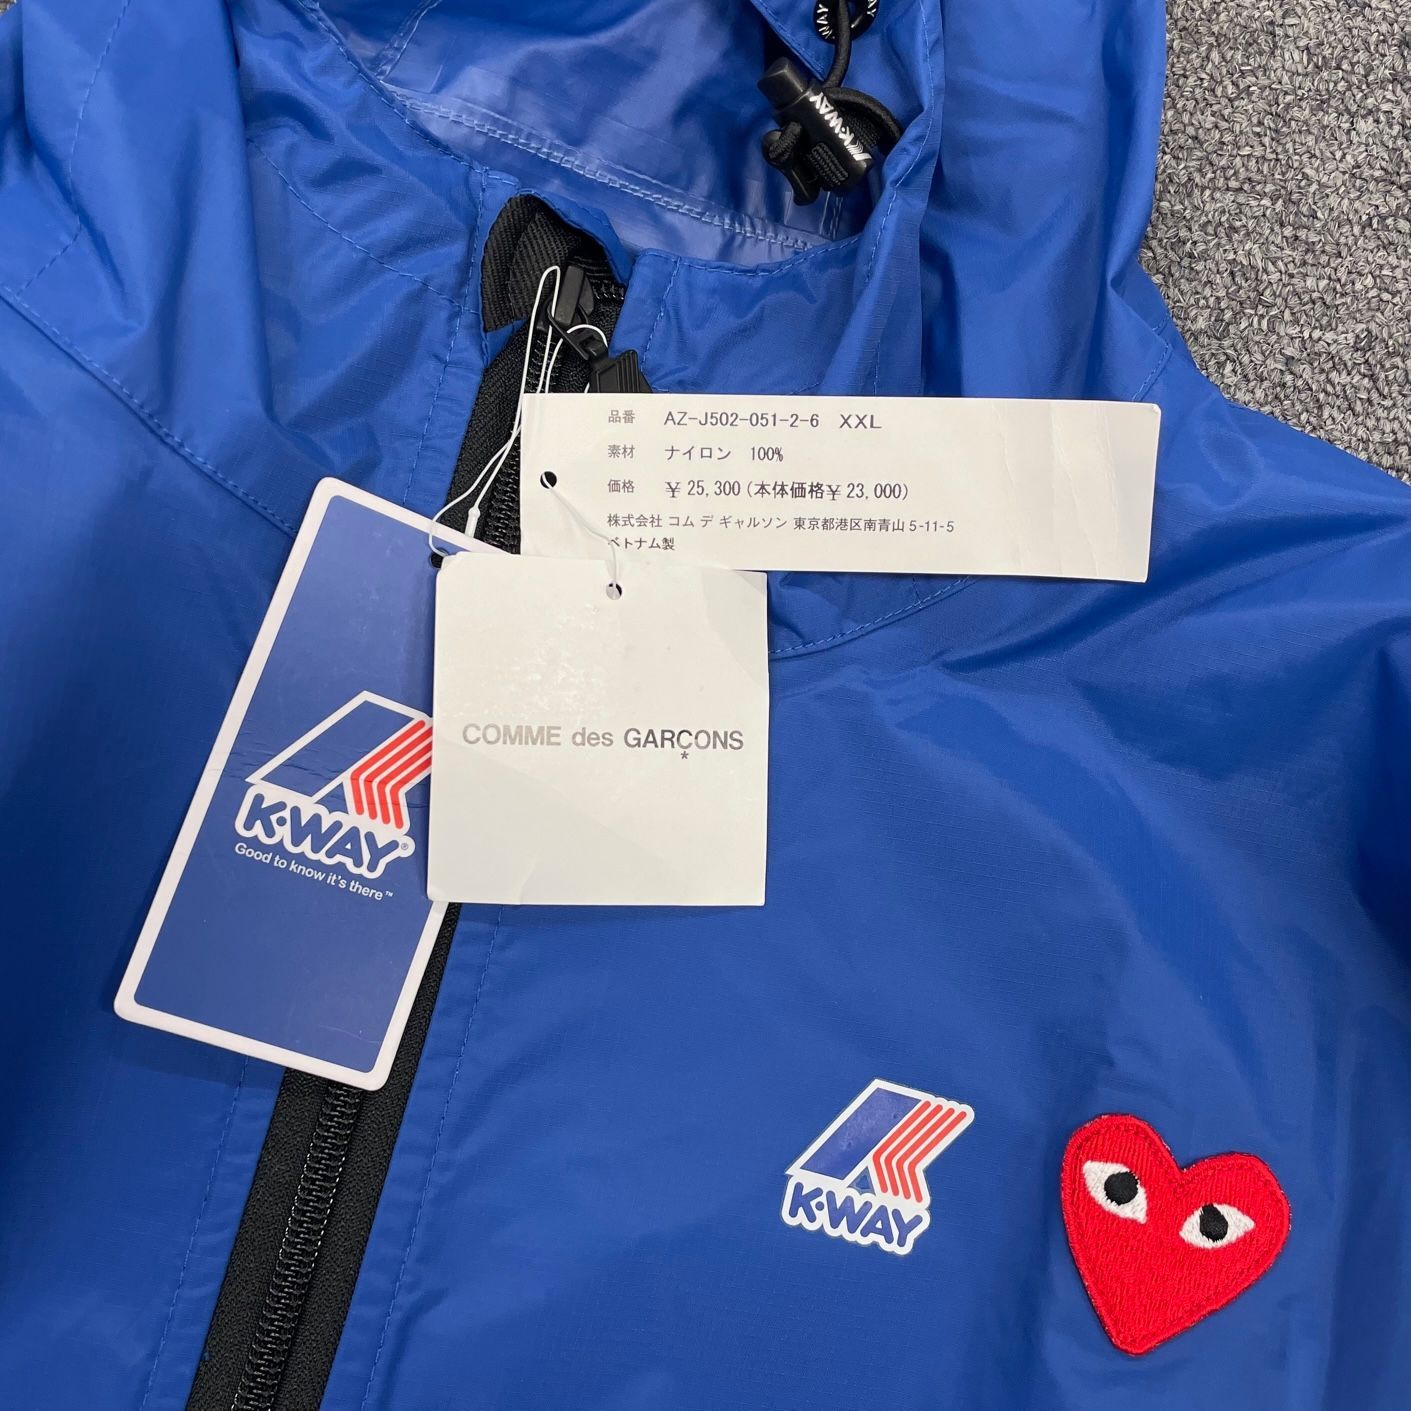 WAY
WAY
K·WAY
品番 AZ-J502-051-2-6 XXL
素材 ナイロン 100%
価格 ¥ 25,300(本体価格¥ 23,000)
株式会社 コム デ ギャルソン 東京都港区南青山 5-11-5
ベトナム製
COMME des GARÇONS
*
K·WAY®
Good to know it's there™
K·WAY